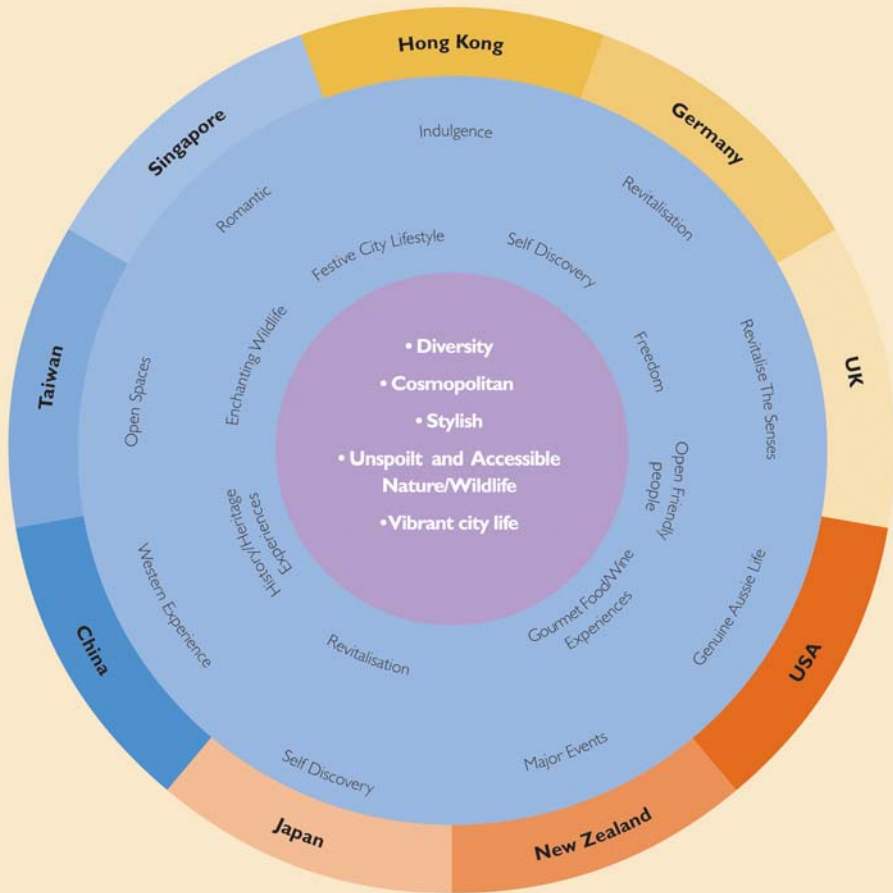 Hong Kong
Germany
UK
USA
New Zealand
Japan
China
Taiwan
Singapore
Indulgence
Revitalisation
Revitalise The Senses
Genuine Aussie Life
Major Events
Self Discovery
Western Experience
Open Spaces
Romantic
Festive City Lifestyle
Self Discovery
Freedom
Open Friendly
people
Gourmet Food/Wine
Experiences
Revitalisation
History/Heritage
Experiences
Enchanting Wildlife
• Diversity
• Cosmopolitan
• Stylish
• Unspoilt and Accessible
Nature/Wildlife
• Vibrant city life